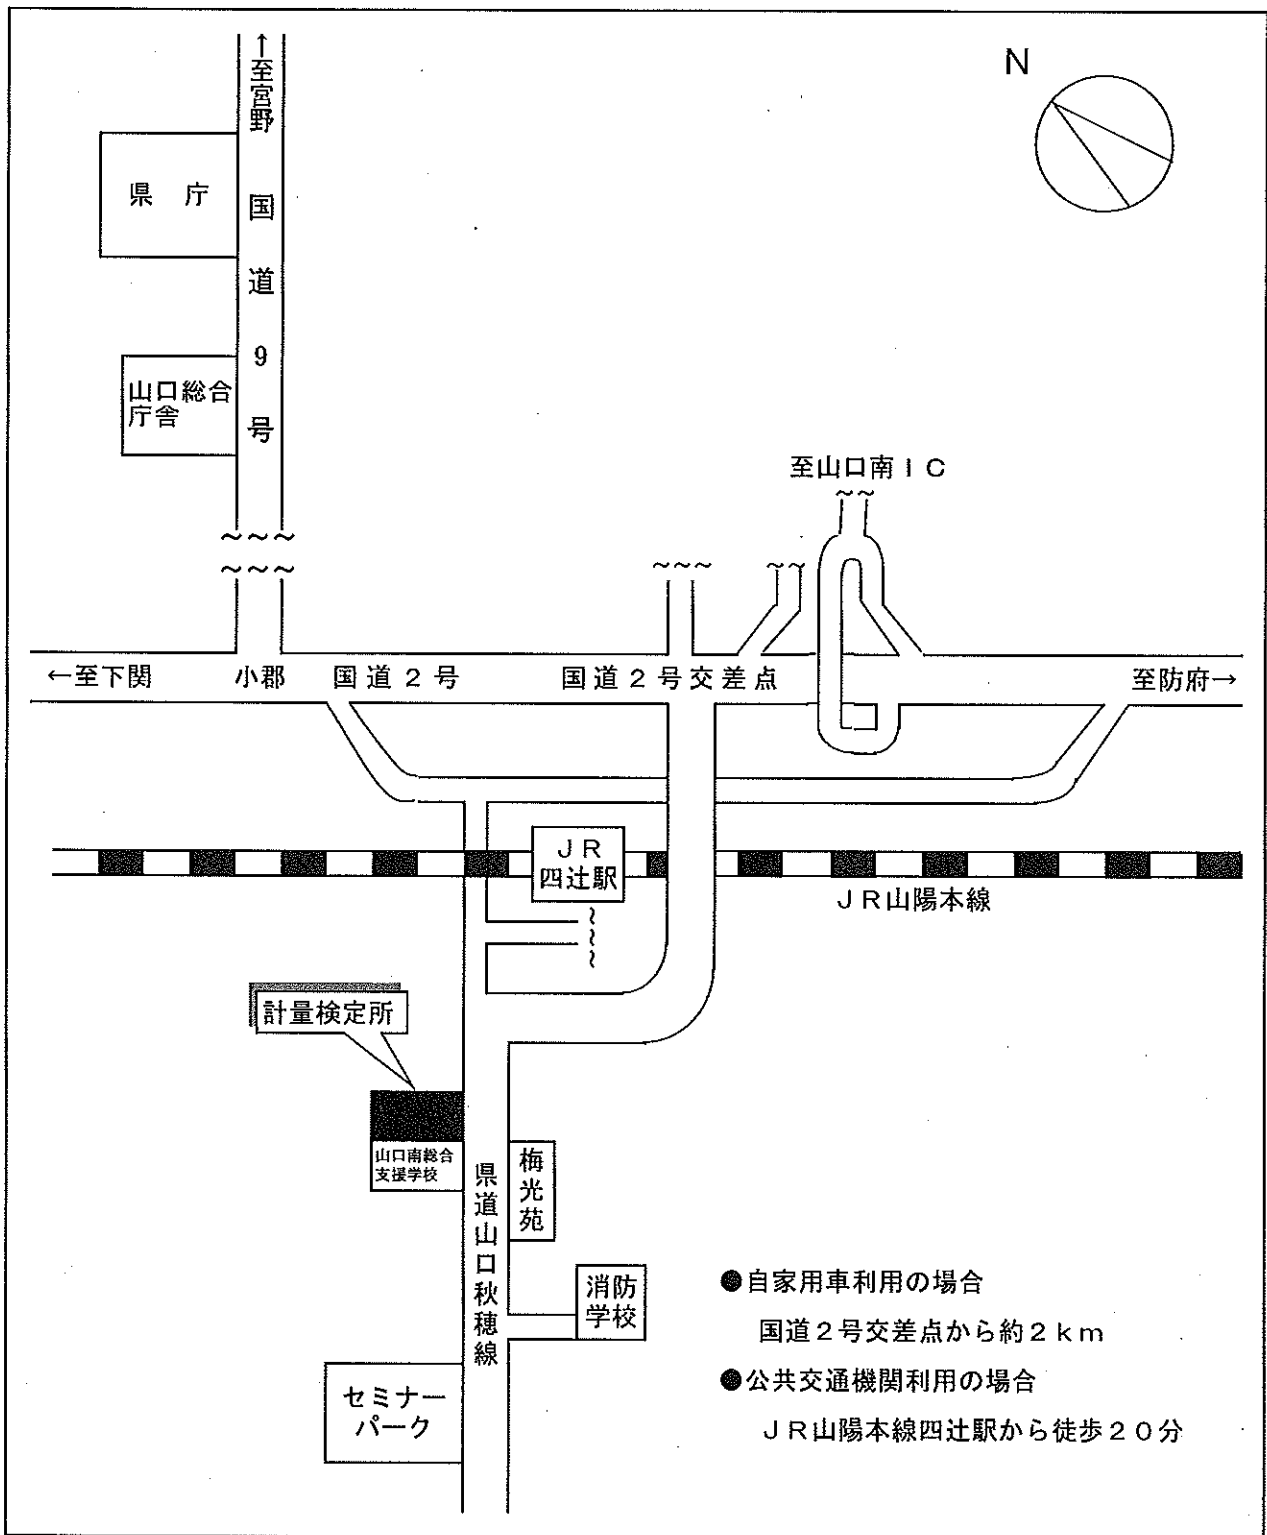 N
↑至宮野
国道9号
県庁
山口総合
庁舎
至山口南IC
←至下関
小郡
国道2号
国道2号交差点
至防府→
JR
四辻駅
JR山陽本線
計量検定所
山口南総合
支援学校
県道山口秋穂線
梅光苑
消防
学校
セミナー
パーク
●自家用車利用の場合
国道2号交差点から約2km
●公共交通機関利用の場合
JR山陽本線四辻駅から徒歩20分